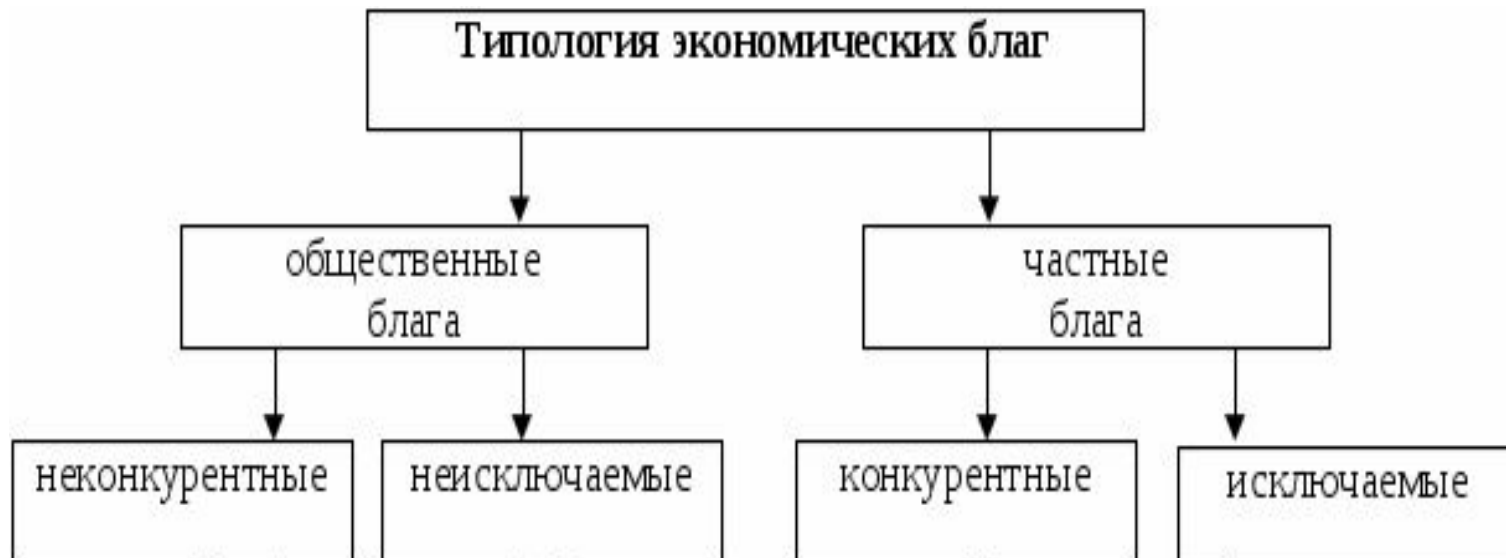 Типология экономических благ
общественные
блага
частные
блага
неконкурентные
неисключаемые
конкурентные
исключаемые